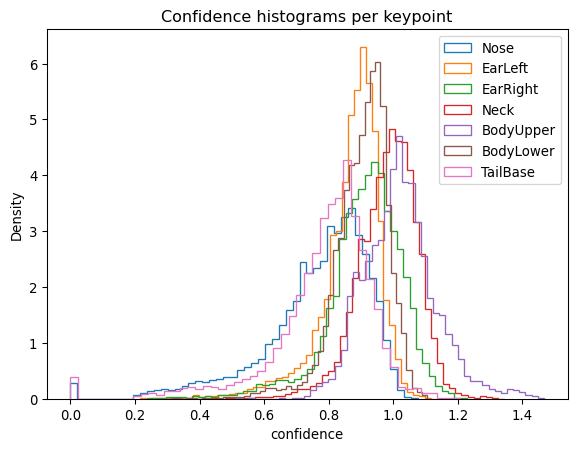 Confidence histograms per keypoint
Nose
EarLeft
EarRight
Neck
BodyUpper
BodyLower
TailBase
Density
6
5
4
3
2
1
0
0.0 0.2 0.4 0.6 0.8 1.0 1.2 1.4
confidence